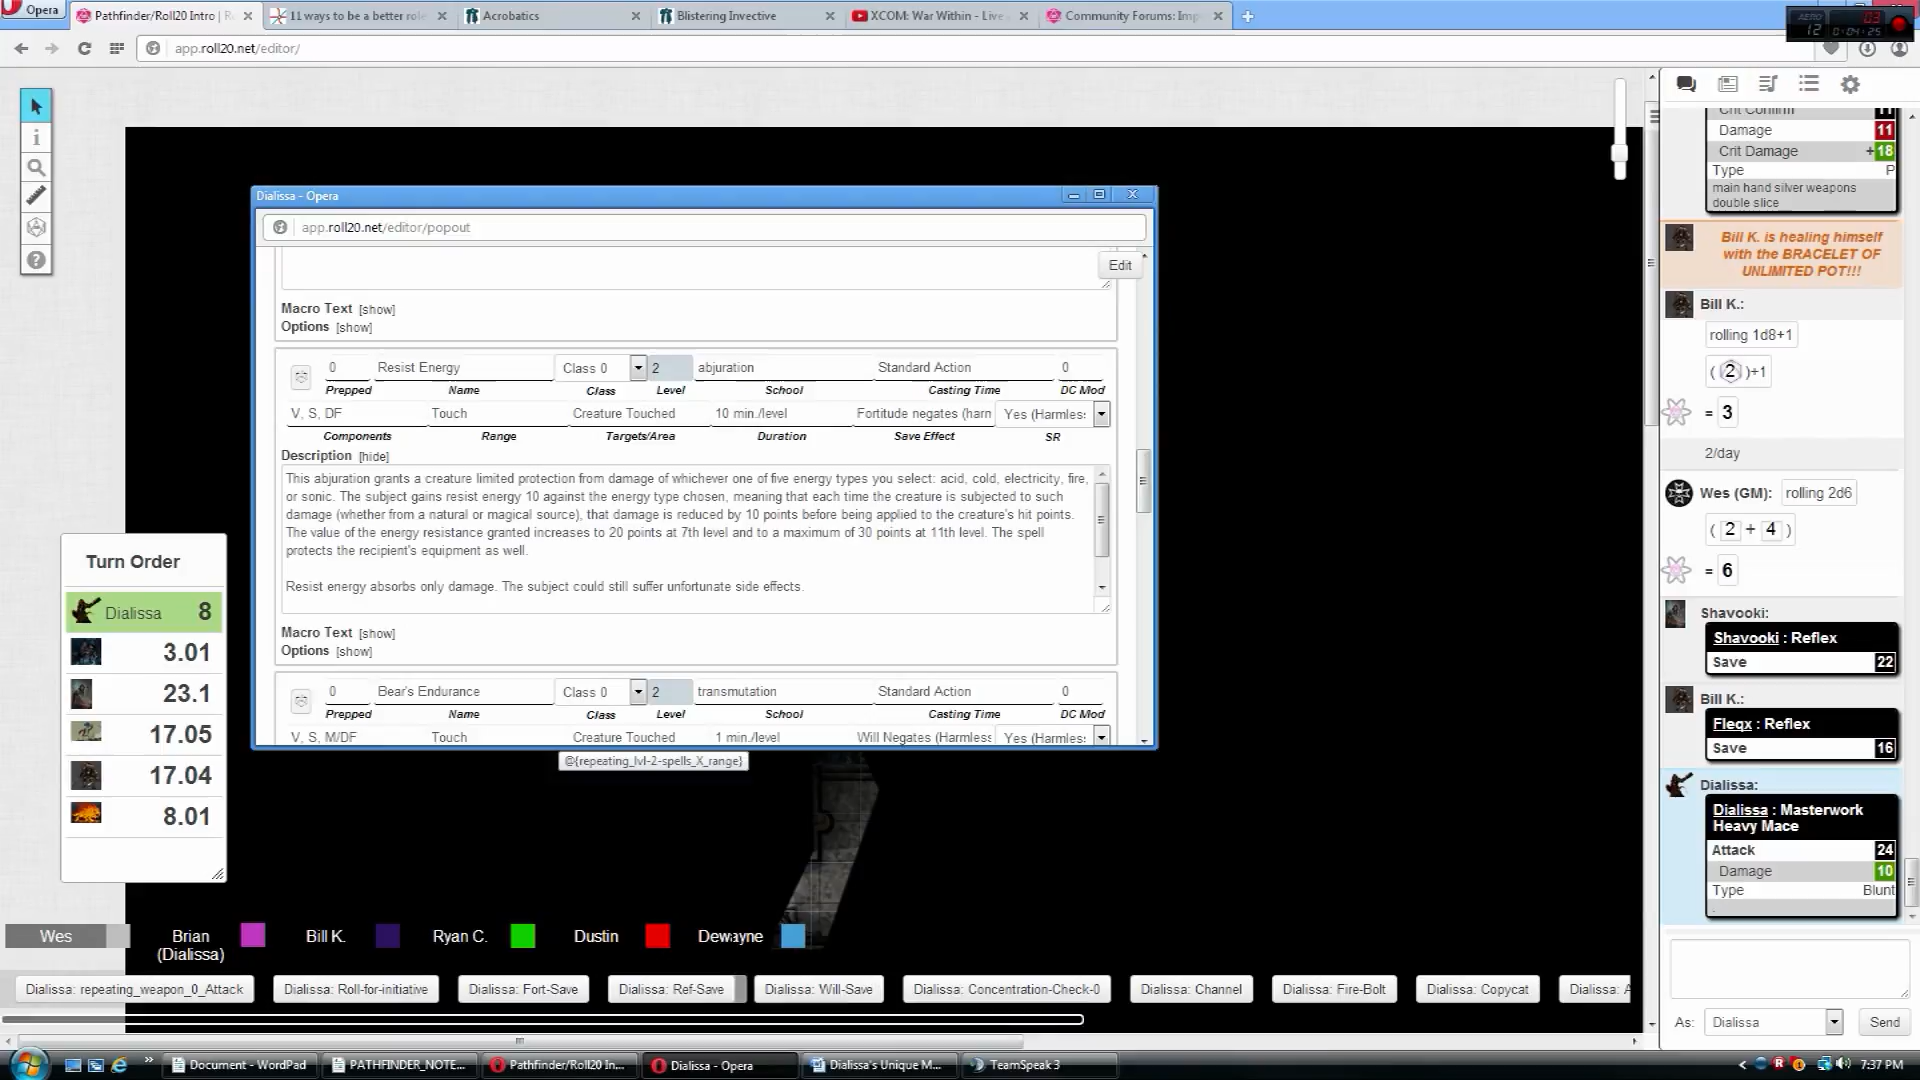 Opera
Pathfinder/Roll20 Intro | R
11 ways to be a better role
Acrobatics
Blistering Invective
XCOM: War Within - Live
Community Forums: Imp
AERO
12
03
0:04:25
app.roll20.net/editor/
Dialissa - Opera
app.roll20.net/editor/popout
Edit
Macro Text [show]
Options [show]
0 Resist Energy Class 0 2 abjuration Standard Action 0
Prepped Name Class Level School Casting Time DC Mod
V, S, DF Touch Creature Touched 10 min./level Fortitude negates (harn Yes (Harmles:
Components Range Targets/Area Duration Save Effect SR
Description [hide]
This abjuration grants a creature limited protection from damage of whichever one of five energy types you select: acid, cold, electricity, fire,
or sonic. The subject gains resist energy 10 against the energy type chosen, meaning that each time the creature is subjected to such
damage (whether from a natural or magical source), that damage is reduced by 10 points before being applied to the creature's hit points.
The value of the energy resistance granted increases to 20 points at 7th level and to a maximum of 30 points at 11th level. The spell
protects the recipient's equipment as well.
Resist energy absorbs only damage. The subject could still suffer unfortunate side effects.
Macro Text [show]
Options [show]
0 Bear's Endurance Class 0 2 transmutation Standard Action 0
Prepped Name Class Level School Casting Time DC Mod
V, S, M/DF Touch Creature Touched 1 min./level Will Negates (Harmless Yes (Harmles:
@{repeating_lvl-2-spells_X_range}
Turn Order
Dialissa 8
3.01
23.1
17.05
17.04
8.01
Crit Confirm 11
Damage 11
Crit Damage +18
Type P
main hand silver weapons
double slice
Bill K. is healing himself
with the BRACELET OF
UNLIMITED POT!!!
Bill K.:
rolling 1d8+1
( 2 )+1
= 3
2/day
Wes (GM): rolling 2d6
( 2 + 4 )
= 6
Shavooki:
Shavooki : Reflex
Save 22
Bill K.:
Fleqx : Reflex
Save 16
Dialissa:
Dialissa : Masterwork
Heavy Mace
Attack 24
Damage 10
Type Blunt
As: Dialissa Send
Wes
Brian
(Dialissa)
Bill K.
Ryan C.
Dustin
Dewayne
Dialissa: repeating_weapon_0_Attack
Dialissa: Roll-for-initiative
Dialissa: Fort-Save
Dialissa: Ref-Save
Dialissa: Will-Save
Dialissa: Concentration-Check-0
Dialissa: Channel
Dialissa: Fire-Bolt
Dialissa: Copycat
Dialissa: A
Document - WordPad
PATHFINDER_NOTE...
Pathfinder/Roll20 In...
Dialissa - Opera
Dialissa's Unique M...
TeamSpeak 3
7:37 PM